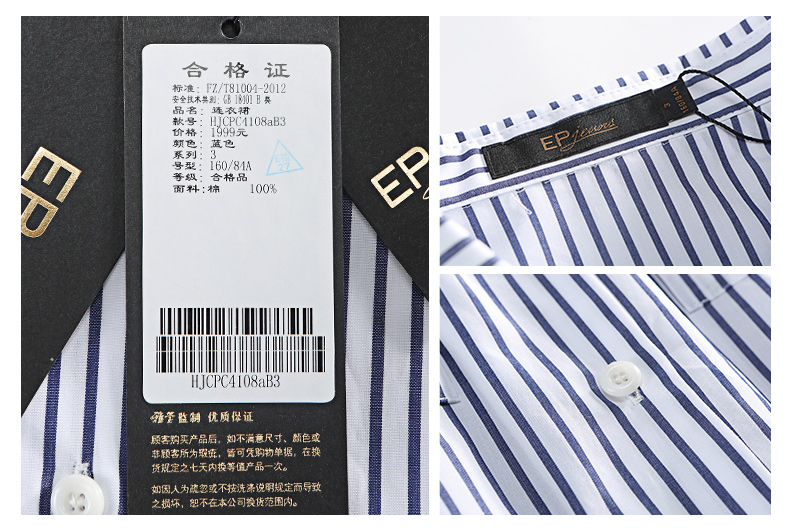 合格证
标准: FZ/T81004-2012
安全技术类别: GB 18401 B 类
品名: 连衣裙
款号: HJCPC4108aB3
价格: 1999元
颜色: 蓝色
系列: 3
号型: 160/84A
等级: 合格品
面料: 棉 100%
HJCPC4108aB3
监制 优质保证
顾客购买产品后，如不满意尺寸、颜色或
非顾客所为瑕疵，皆可凭购物单据，在换
货规定之七天内换等值产品一次。
如因人为疏忽或不按洗涤说明规定而导致
之损坏，恕不在本公司换货范围内。
EP
EP
EP jeans
160/84A
3